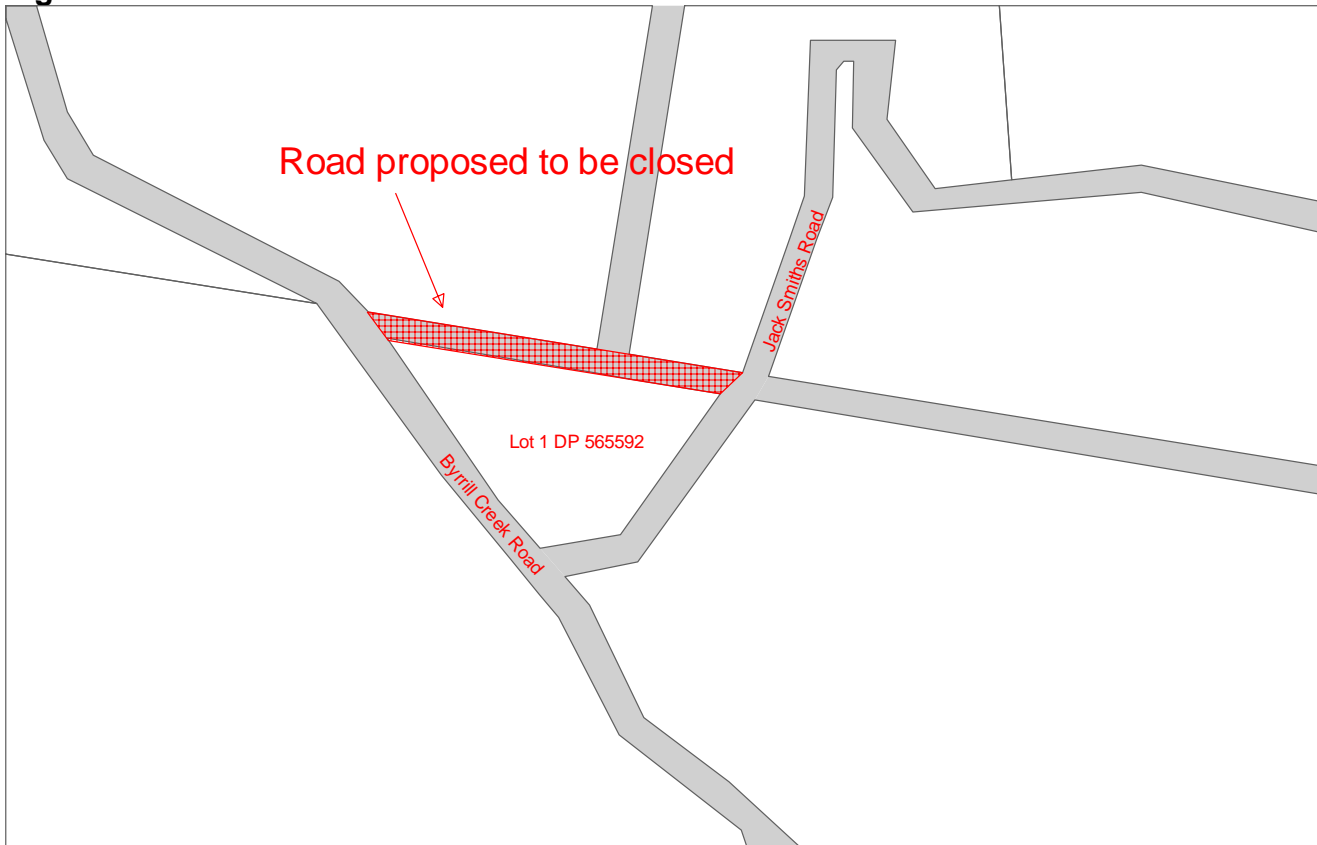 Road proposed to be closed
Jack Smiths Road
Lot 1 DP 565592
Byrrill Creek Road